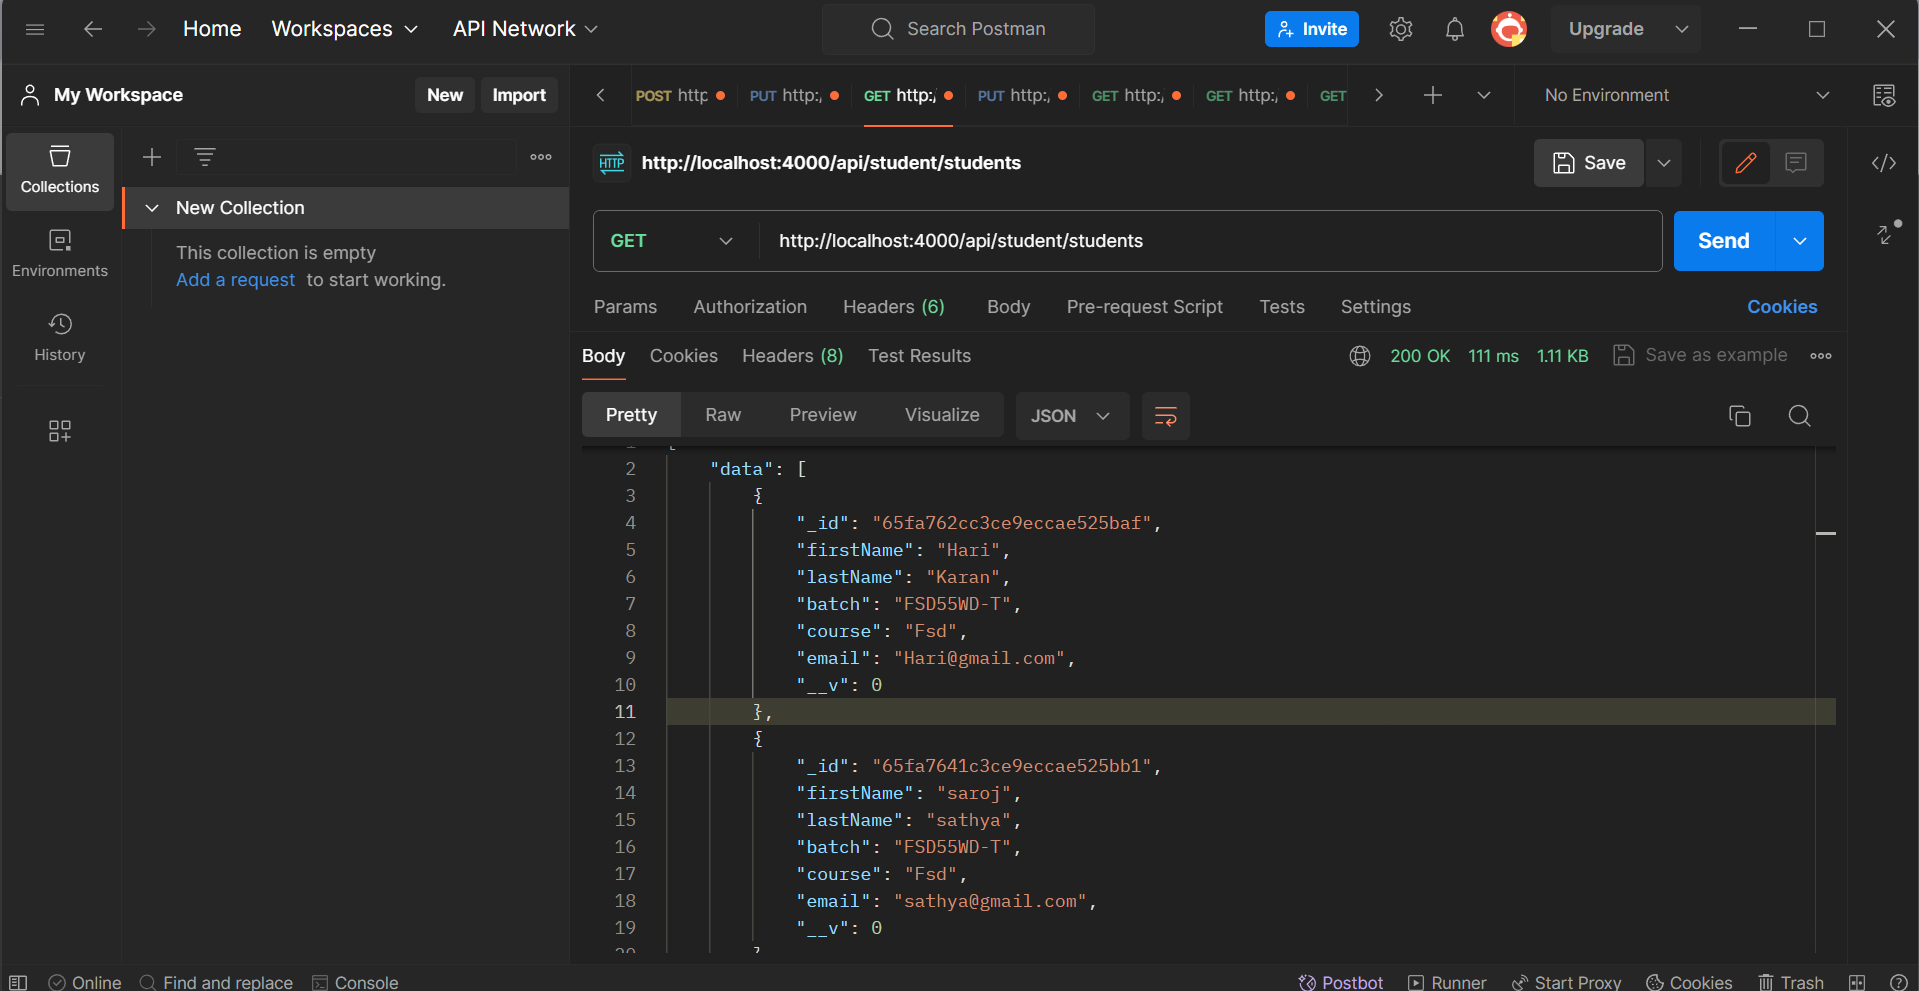 Home Workspaces API Network Search Postman Invite Upgrade
My Workspace New Import POST http PUT http:/ GET http:/ PUT http:/ GET http:/ GET http:/ GET No Environment
Collections
Environments
History
New Collection
This collection is empty
Add a request to start working.
HTTP http://localhost:4000/api/student/students Save
GET http://localhost:4000/api/student/students Send
Params Authorization Headers (6) Body Pre-request Script Tests Settings Cookies
Body Cookies Headers (8) Test Results 200 OK 111 ms 1.11 KB Save as example
Pretty Raw Preview Visualize JSON
2 "data": [
3 {
4 "_id": "65fa762cc3ce9eccae525baf",
5 "firstName": "Hari",
6 "lastName": "Karan",
7 "batch": "FSD55WD-T",
8 "course": "Fsd",
9 "email": "Hari@gmail.com",
10 "__v": 0
11 },
12 {
13 "_id": "65fa7641c3ce9eccae525bb1",
14 "firstName": "saroj",
15 "lastName": "sathya",
16 "batch": "FSD55WD-T",
17 "course": "Fsd",
18 "email": "sathya@gmail.com",
19 "__v": 0
Online Find and replace Console Postbot Runner Start Proxy Cookies Trash